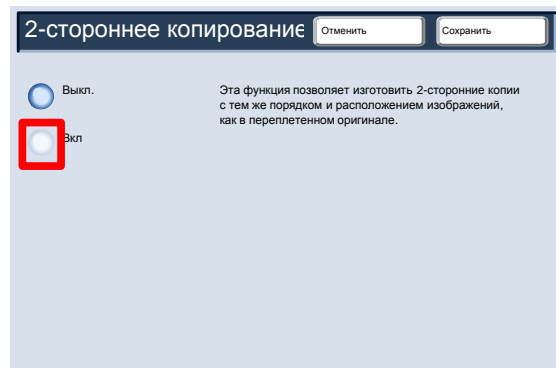 2-стороннее копирование
Отменить
Сохранить
Выкл.
Эта функция позволяет изготовить 2-сторонние копии
с тем же порядком и расположением изображений,
как в переплетенном оригинале.
Вкл